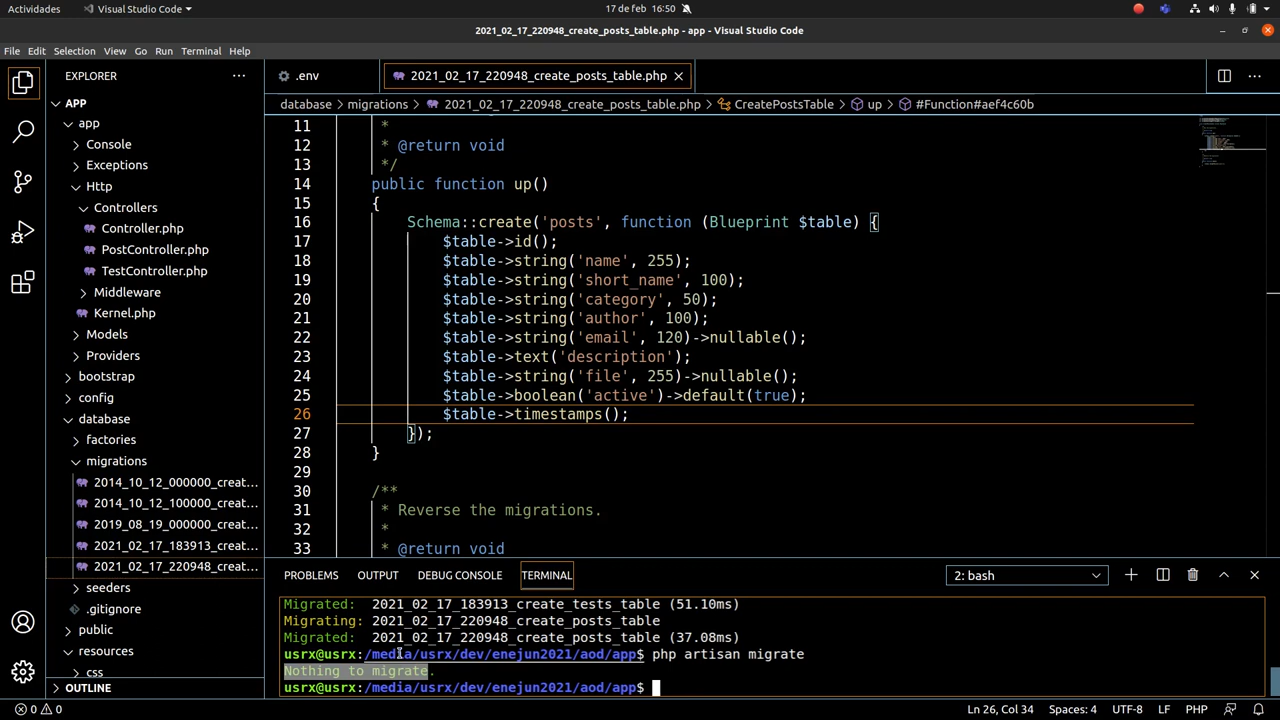 Actividades
Visual Studio Code
17 de feb 16:50
2021_02_17_220948_create_posts_table.php - app - Visual Studio Code
File Edit Selection View Go Run Terminal Help
EXPLORER
APP
app
Console
Exceptions
Http
Controllers
Controller.php
PostController.php
TestController.php
Middleware
Kernel.php
Models
Providers
bootstrap
config
database
factories
migrations
2014_10_12_000000_creat...
2014_10_12_100000_creat...
2019_08_19_000000_creat...
2021_02_17_183913_creat...
2021_02_17_220948_creat...
seeders
.gitignore
public
resources
css
OUTLINE
.env
2021_02_17_220948_create_posts_table.php
database > migrations > 2021_02_17_220948_create_posts_table.php > CreatePostsTable > up > #Function#aef4c60b
11 *
12 * @return void
13 */
14 public function up()
15 {
16 Schema::create('posts', function (Blueprint $table) {
17 $table->id();
18 $table->string('name', 255);
19 $table->string('short_name', 100);
20 $table->string('category', 50);
21 $table->string('author', 100);
22 $table->string('email', 120)->nullable();
23 $table->text('description');
24 $table->string('file', 255)->nullable();
25 $table->boolean('active')->default(true);
26 $table->timestamps();
27 });
28 }
29
30 /**
31 * Reverse the migrations.
32 *
33 * @return void
PROBLEMS OUTPUT DEBUG CONSOLE TERMINAL
2: bash
Migrated: 2021_02_17_183913_create_tests_table (51.10ms)
Migrating: 2021_02_17_220948_create_posts_table
Migrated: 2021_02_17_220948_create_posts_table (37.08ms)
usrx@usrx:/media/usrx/dev/enejun2021/aod/app$ php artisan migrate
Nothing to migrate.
usrx@usrx:/media/usrx/dev/enejun2021/aod/app$
0 0
Ln 26, Col 34 Spaces: 4 UTF-8 LF PHP